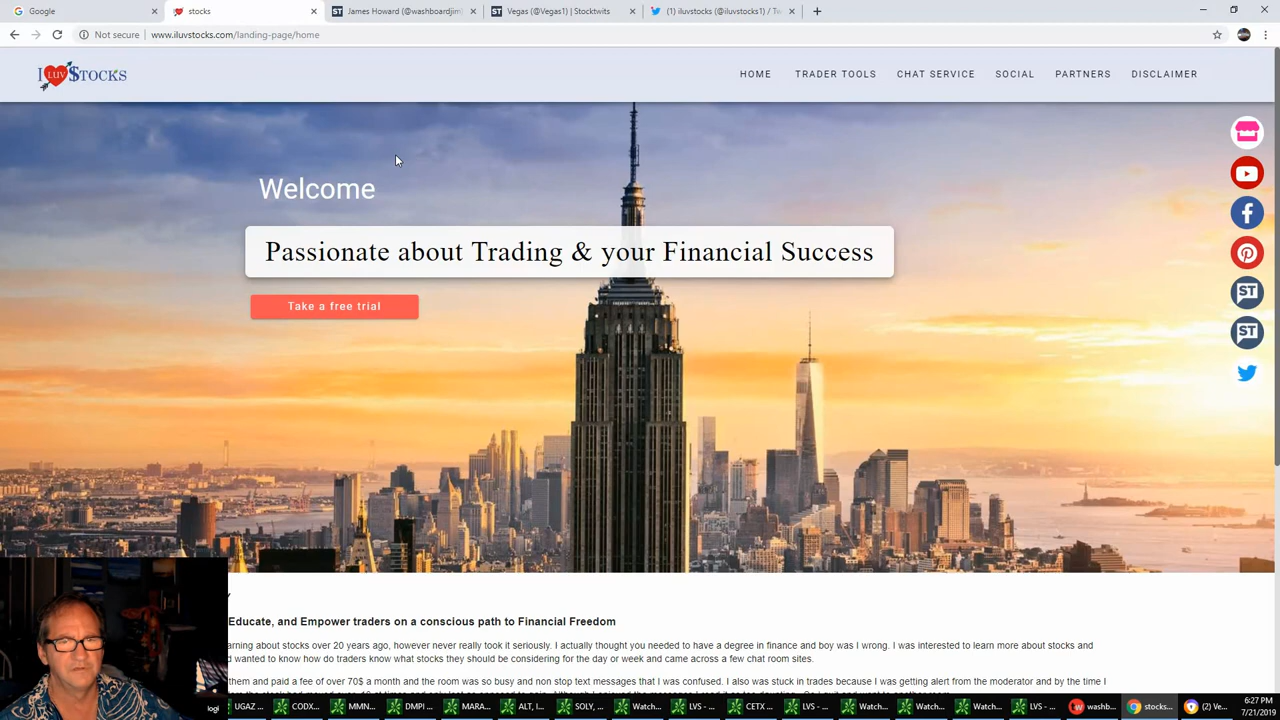 Google
stocks
James Howard (@washboardjim)
Vegas (@Vegas1) | Stocktwits
(1) iluvstocks (@iluvstocks1) / Tw
Not secure
www.iluvstocks.com/landing-page/home
I LUV $TOCKS
HOME
TRADER TOOLS
CHAT SERVICE
SOCIAL
PARTNERS
DISCLAIMER
Welcome
Passionate about Trading & your Financial Success
Take a free trial
ST
ST
Educate, and Empower traders on a conscious path to Financial Freedom
arning about stocks over 20 years ago, however never really took it seriously. I actually thought you needed to have a degree in finance and boy was I wrong. I was interested to learn more about stocks and
d wanted to know how do traders know what stocks they should be considering for the day or week and came across a few chat room sites.
them and paid a fee of over 70$ a month and the room was so busy and non stop text messages that I was confused. I also was stuck in trades because I was getting alert from the moderator and by the time I
logi
UGAZ ...
CODX...
MMN...
DMPI ...
MARA...
ALT, I...
SOLY, ...
Watch...
LVS - ...
CETX ...
LVS - ...
Watch...
Watch...
Watch...
LVS - ...
washb...
stocks...
(2) Ve...
6:27 PM
7/21/2019